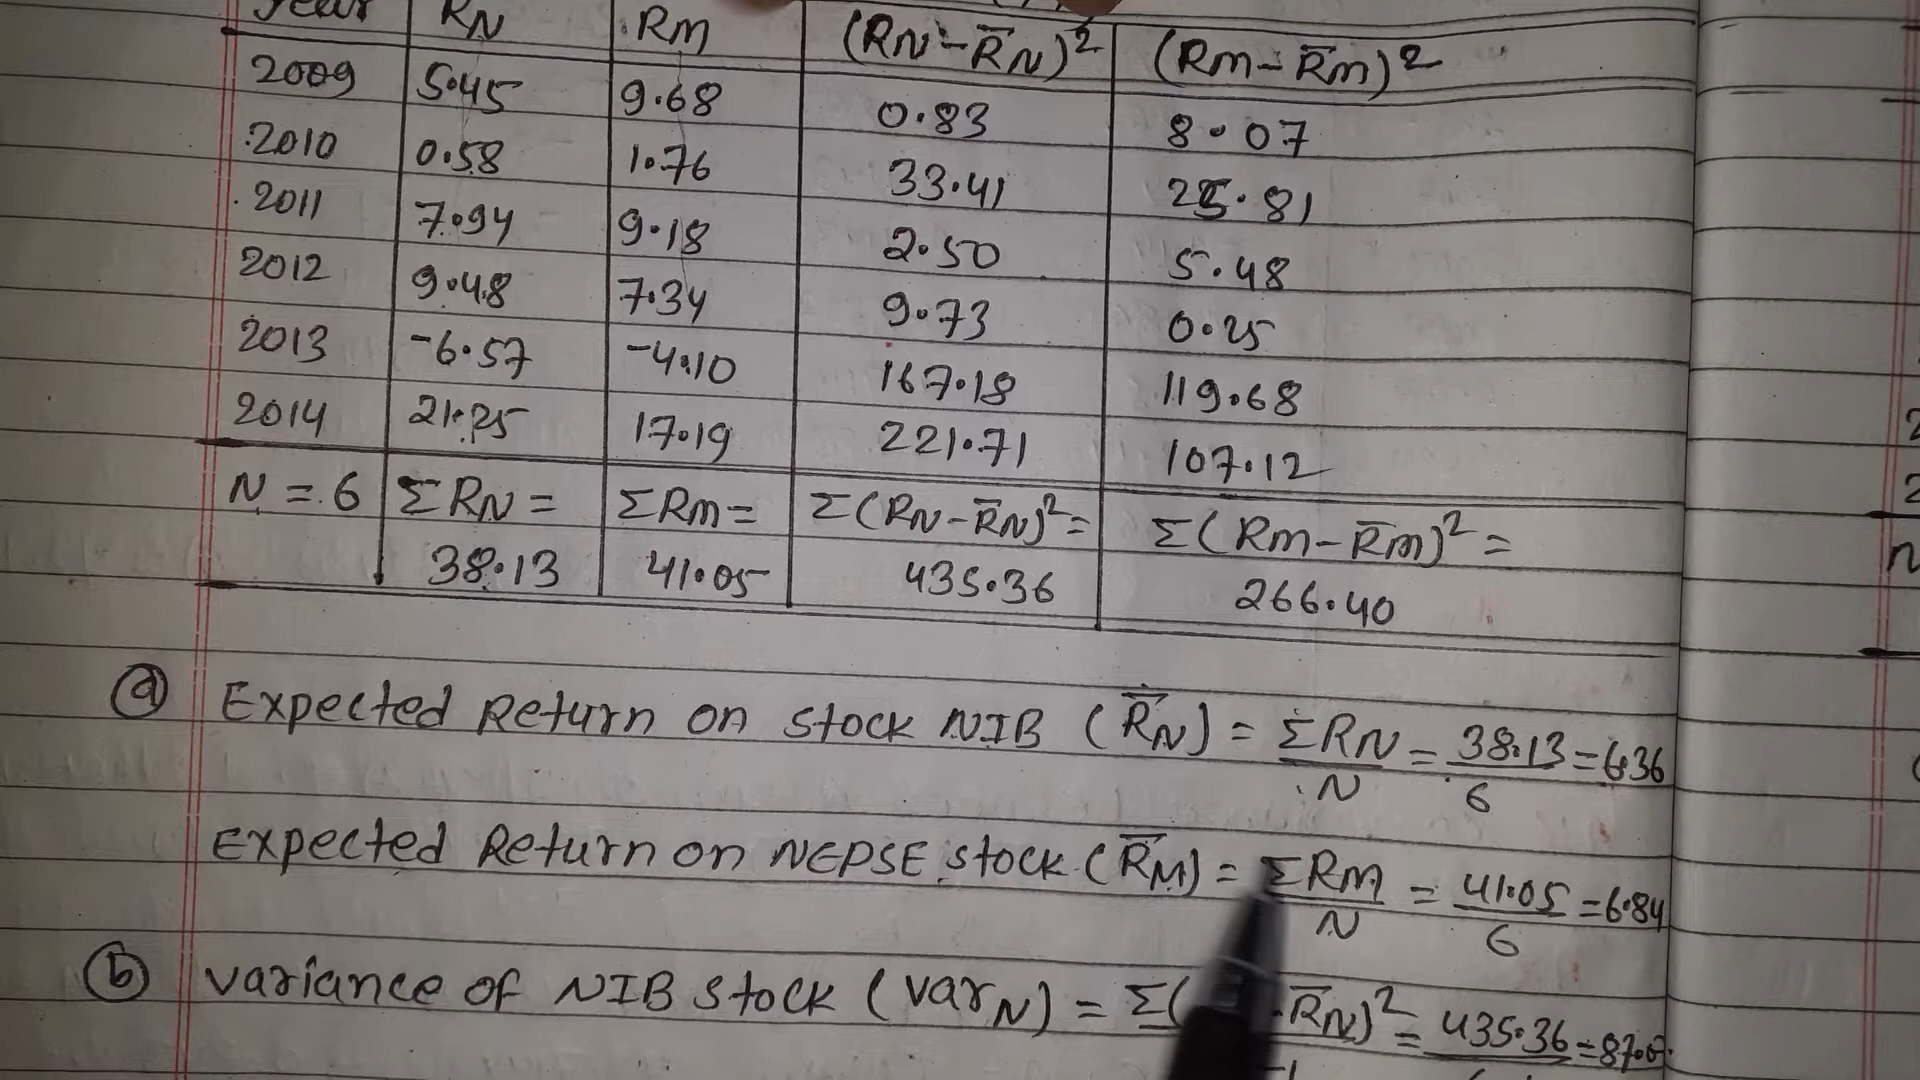 Year RN Rm (RN-R̄N)² (Rm-R̄m)²
2009 5.45 9.68 0.83 8.07
2010 0.58 1.76 33.41 25.81
2011 7.94 9.18 2.50 5.48
2012 9.48 7.34 9.73 0.25
2013 -6.57 -4.10 167.18 119.68
2014 21.25 17.19 221.71 107.12
N = 6 ΣRN = ΣRm = Σ(RN-R̄N)² = Σ(Rm-R̄m)² =
38.13 41.05 435.36 266.40
(a) Expected Return on stock NIB (R̄N) = ΣRN/N = 38.13/6 = 6.36
Expected Return on NEPSE stock (R̄M) = ΣRm/N = 41.05/6 = 6.84
(b) variance of NIB stock (varN) = Σ( -R̄N)² = 435.36 = 87.07
-1